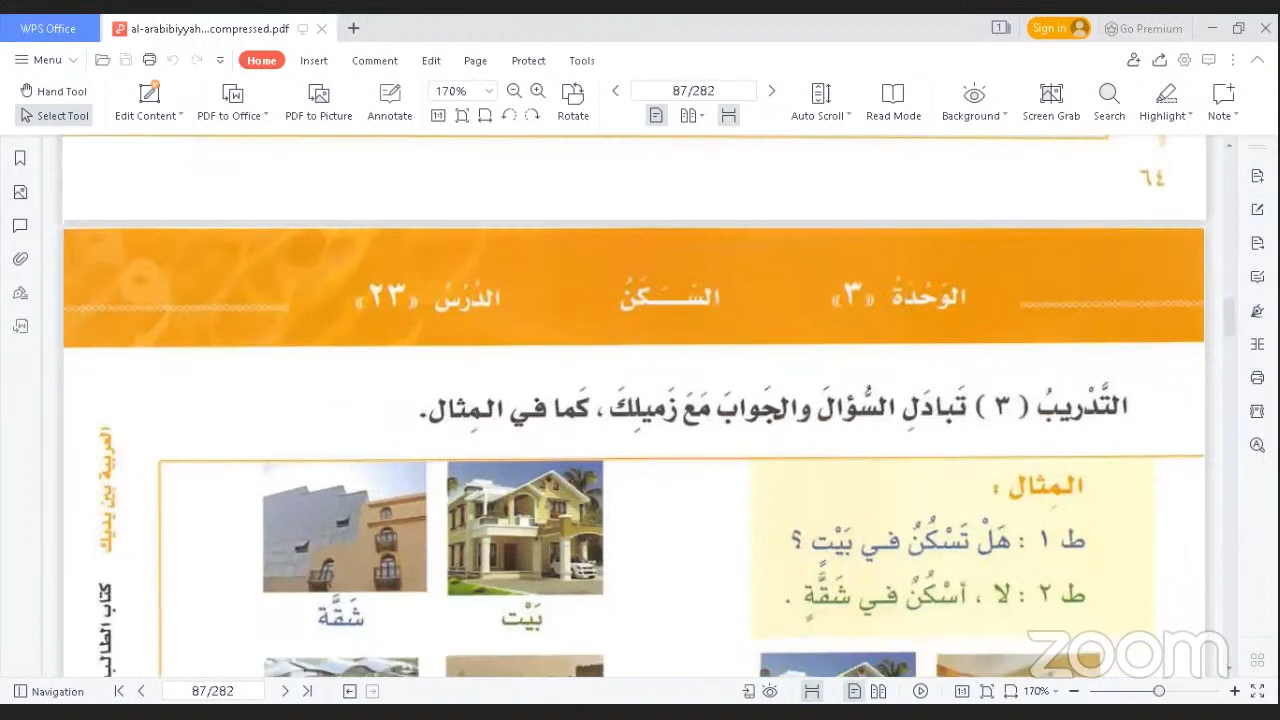 WPS Office
al-arabibiyyah...compressed.pdf
1
Sign in
Go Premium
Menu
Home
Insert
Comment
Edit
Page
Protect
Tools
Hand Tool
Select Tool
Edit Content
PDF to Office
PDF to Picture
Annotate
170%
Rotate
87/282
Auto Scroll
Read Mode
Background
Screen Grab
Search
Highlight
Note
٦٤
الوَحْدَةُ «٣» السَّـكَنُ الدَّرْسُ «٢٣»
التَّدْريبُ ( ٣ ) تَبادَلِ السُّؤالَ والجَوابَ مَعَ زَميلِكَ ، كَما في المِثال.
المِثال :
ط ١ : هَلْ تَسْكُنُ في بَيْتٍ ؟
ط ٢ : لا ، أسْكُنُ في شَقَّةٍ .
بَيْت
شَقَّة
العربية بين يديك
كتاب الطالب
zoom
Navigation
87/282
170%